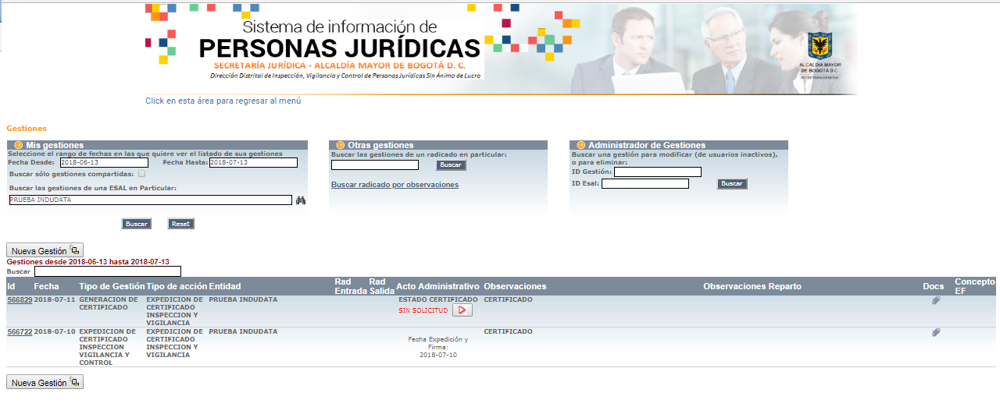 Sistema de información de
PERSONAS JURÍDICAS
SECRETARÍA JURÍDICA - ALCALDÍA MAYOR DE BOGOTÁ D. C.
Dirección Distrital de Inspección, Vigilancia y Control de Personas Jurídicas Sin Ánimo de Lucro
ALCALDÍA MAYOR
DE BOGOTÁ D.C.
SECRETARÍA GENERAL
Click en esta área para regresar al menú
Gestiones
Mis gestiones
Seleccione el rango de fechas en las que quiere ver el listado de sus gestiones
Fecha Desde: 2018-06-13 Fecha Hasta: 2018-07-13
Buscar sólo gestiones compartidas:
Buscar las gestiones de una ESAL en Particular:
PRUEBA INDUDATA
Buscar Reset
Otras gestiones
Buscar las gestiones de un radicado en particular:
Buscar
Buscar radicado por observaciones
Administrador de Gestiones
Buscar una gestión para modificar (de usuarios inactivos),
o para eliminar:
ID Gestión:
ID Esal: Buscar
Nueva Gestión
Gestiones desde 2018-06-13 hasta 2018-07-13
Buscar
Id Fecha Tipo de Gestión Tipo de acción Entidad Rad Entrada Rad Salida Acto Administrativo Observaciones Observaciones Reparto Docs Concepto EF
566829 2018-07-11 GENERACION DE EXPEDICION DE PRUEBA INDUDATA ESTADO CERTIFICADO CERTIFICADO
CERTIFICADO CERTIFICADO SIN SOLICITUD
INSPECCION Y
VIGILANCIA
566722 2018-07-10 EXPEDICION DE EXPEDICION DE PRUEBA INDUDATA CERTIFICADO
CERTIFICADO CERTIFICADO Fecha Expedición y
INSPECCION INSPECCION Y Firma:
VIGILANCIA Y VIGILANCIA 2018-07-10
CONTROL
Nueva Gestión